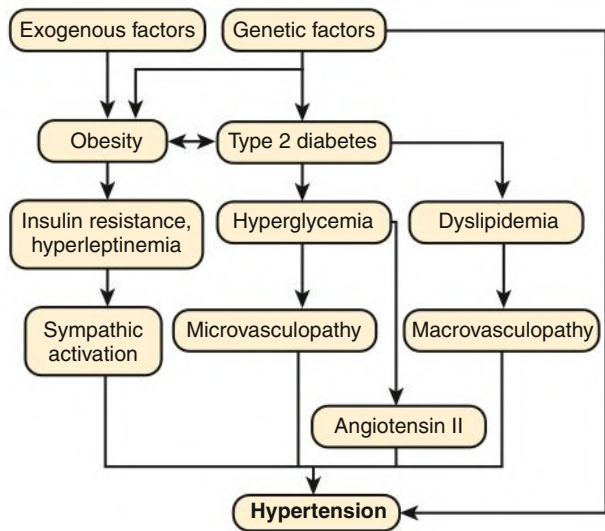 Exogenous factors
Genetic factors
Obesity
Type 2 diabetes
Insulin resistance,
hyperleptinemia
Hyperglycemia
Dyslipidemia
Sympathic
activation
Microvasculopathy
Macrovasculopathy
Angiotensin II
Hypertension